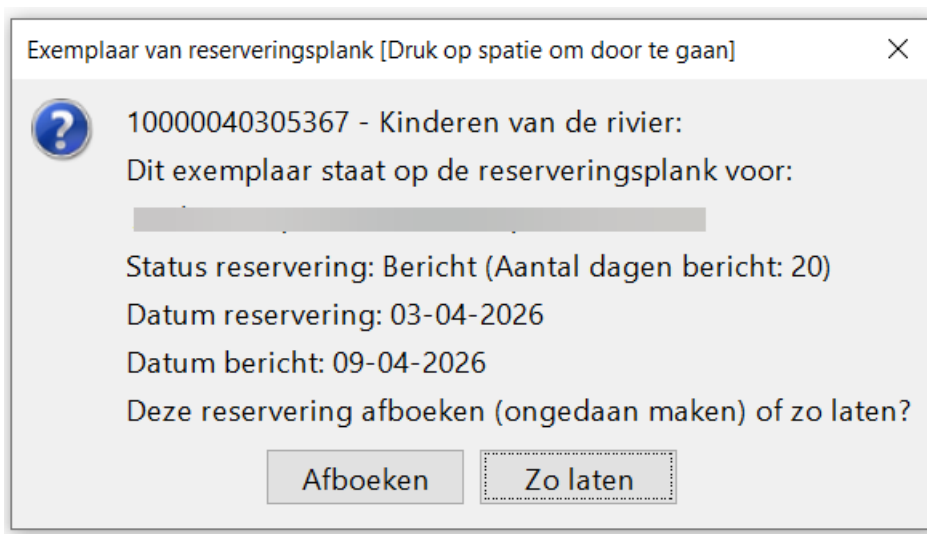 Exemplaar van reserveringsplank [Druk op spatie om door te gaan]
10000040305367 - Kinderen van de rivier:
Dit exemplaar staat op de reserveringsplank voor:
Status reservering: Bericht (Aantal dagen bericht: 20)
Datum reservering: 03-04-2026
Datum bericht: 09-04-2026
Deze reservering afboeken (ongedaan maken) of zo laten?
Afboeken Zo laten